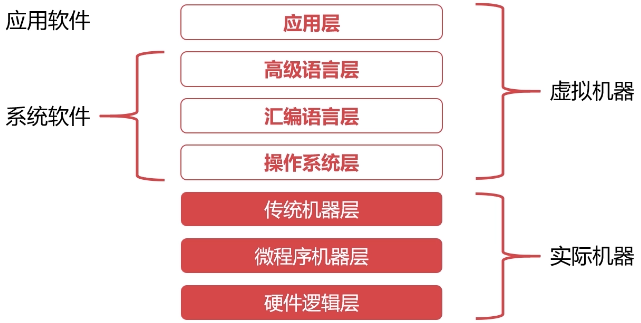 应用软件
应用层
高级语言层
虚拟机器
系统软件
汇编语言层
操作系统层
传统机器层
微程序机器层
实际机器
硬件逻辑层